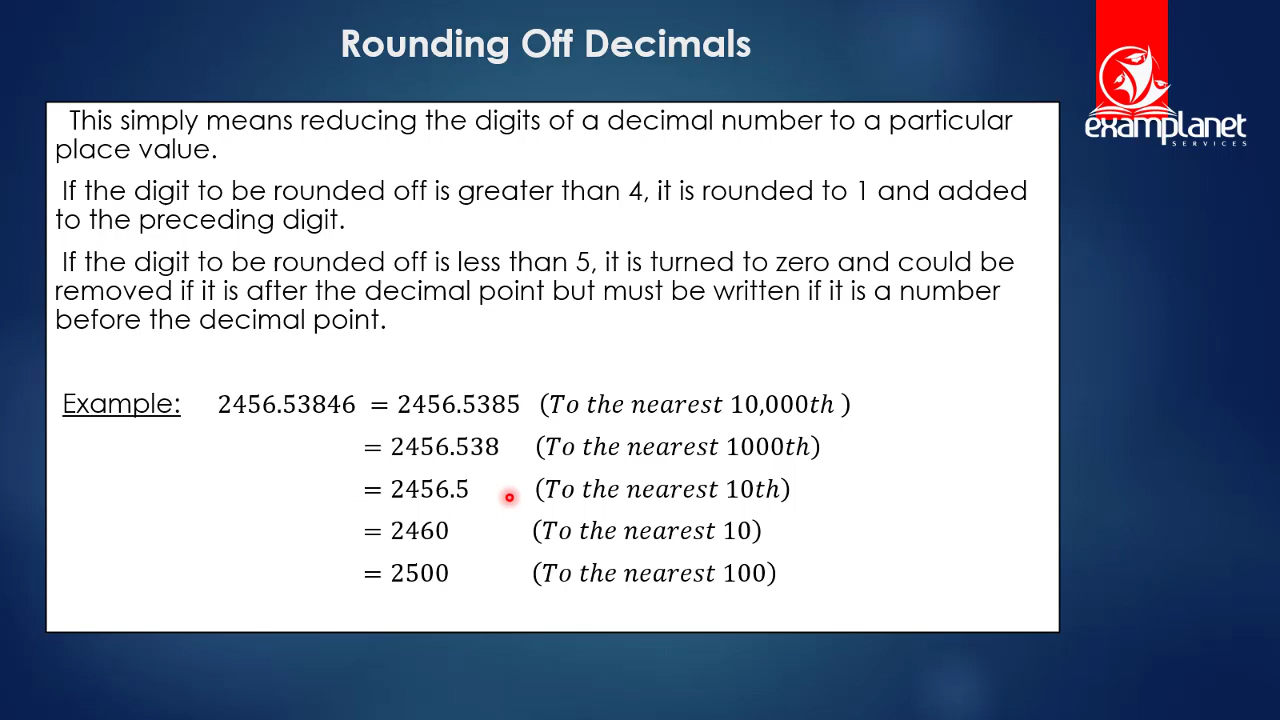 Rounding Off Decimals
examplanet
SERVICES
This simply means reducing the digits of a decimal number to a particular
place value.
If the digit to be rounded off is greater than 4, it is rounded to 1 and added
to the preceding digit.
If the digit to be rounded off is less than 5, it is turned to zero and could be
removed if it is after the decimal point but must be written if it is a number
before the decimal point.
Example: 2456.53846 = 2456.5385 (To the nearest 10,000th )
= 2456.538 (To the nearest 1000th)
= 2456.5 (To the nearest 10th)
= 2460 (To the nearest 10)
= 2500 (To the nearest 100)